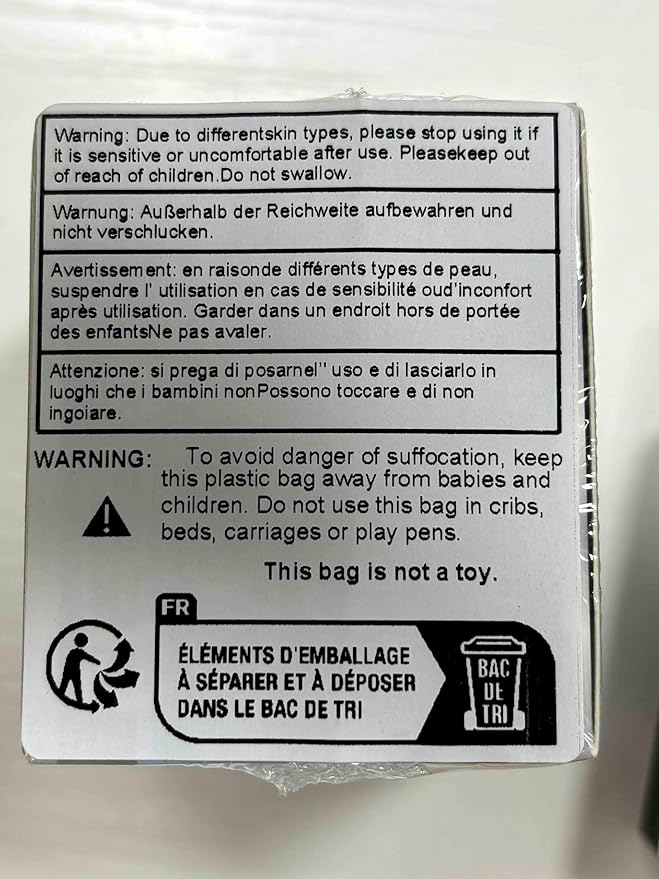 Warning: Due to differentskin types, please stop using it if
it is sensitive or uncomfortable after use. Pleasekeep out
of reach of children.Do not swallow.
Warnung: Außerhalb der Reichweite aufbewahren und
nicht verschlucken.
Avertissement: en raisonde différents types de peau,
suspendre l' utilisation en cas de sensibilité oud'inconfort
après utilisation. Garder dans un endroit hors de portée
des enfantsNe pas avaler.
Attenzione: si prega di posarnel'' uso e di lasciarlo in
luoghi che i bambini nonPossono toccare e di non
ingoiare.
WARNING: To avoid danger of suffocation, keep
this plastic bag away from babies and
children. Do not use this bag in cribs,
beds, carriages or play pens.
This bag is not a toy.
FR
ÉLÉMENTS D'EMBALLAGE
À SÉPARER ET À DÉPOSER
DANS LE BAC DE TRI
BAC
DE
TRI